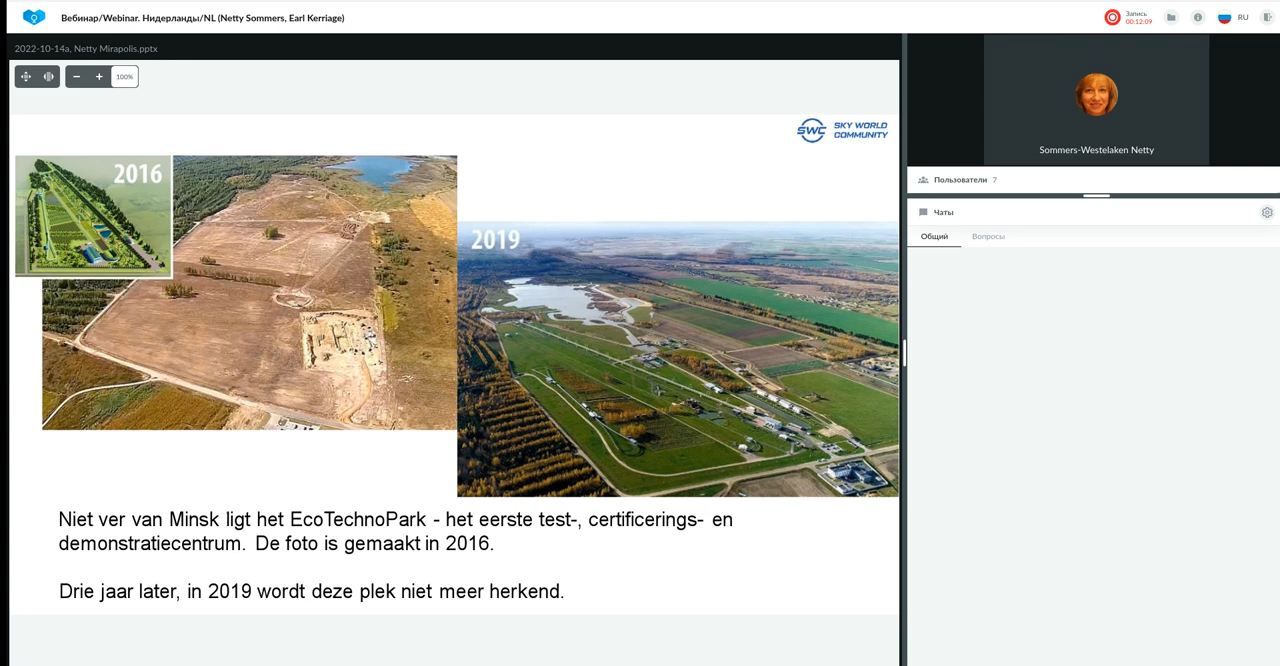 Вебинар/Webinar. Нидерланды/NL (Netty Sommers, Earl Kerriage)
Запись
00:12:09
RU
2022-10-14a, Netty Mirapolis.pptx
100%
SWC SKY WORLD
COMMUNITY
2016
2019
Niet ver van Minsk ligt het EcoTechnoPark - het eerste test-, certificerings- en
demonstratiecentrum. De foto is gemaakt in 2016.
Drie jaar later, in 2019 wordt deze plek niet meer herkend.
Sommers-Westelaken Netty
Пользователи 7
Чаты
Общий Вопросы